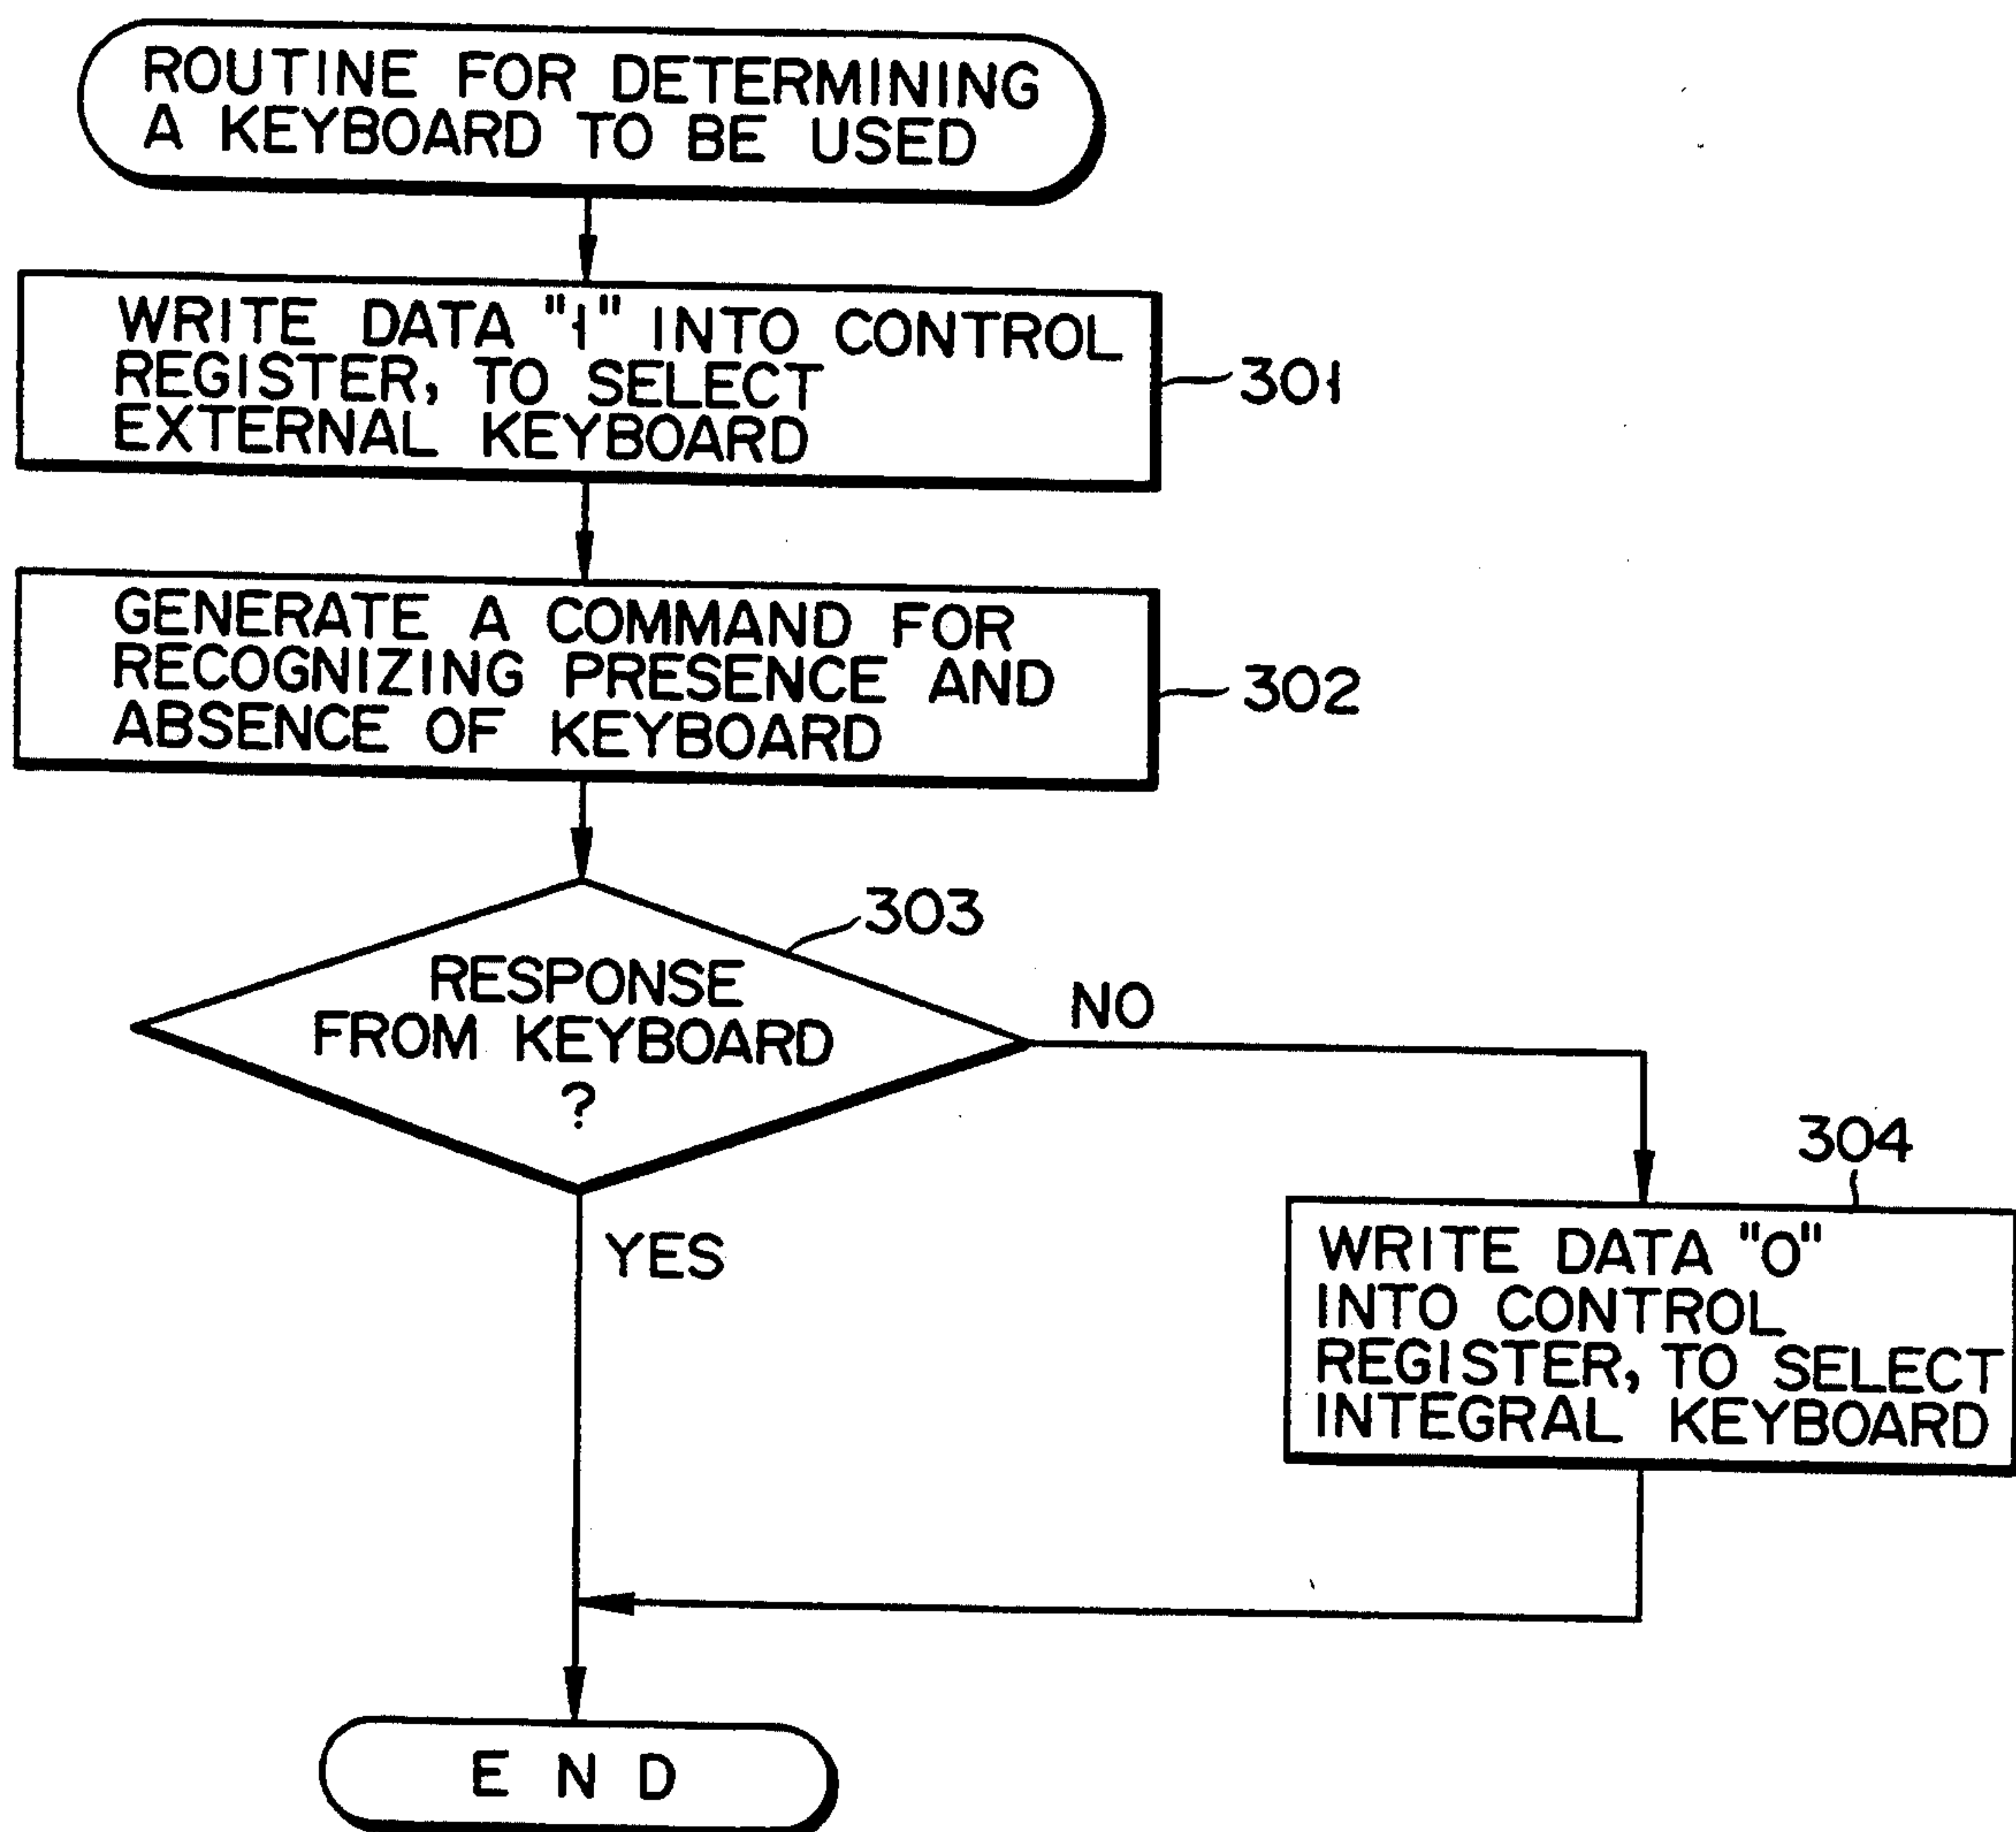 ROUTINE FOR DETERMINING
A KEYBOARD TO BE USED
WRITE DATA "1" INTO CONTROL
REGISTER, TO SELECT
EXTERNAL KEYBOARD
301
GENERATE A COMMAND FOR
RECOGNIZING PRESENCE AND
ABSENCE OF KEYBOARD
302
303
RESPONSE
FROM KEYBOARD
?
NO
YES
304
WRITE DATA "0"
INTO CONTROL
REGISTER, TO SELECT
INTEGRAL KEYBOARD
END